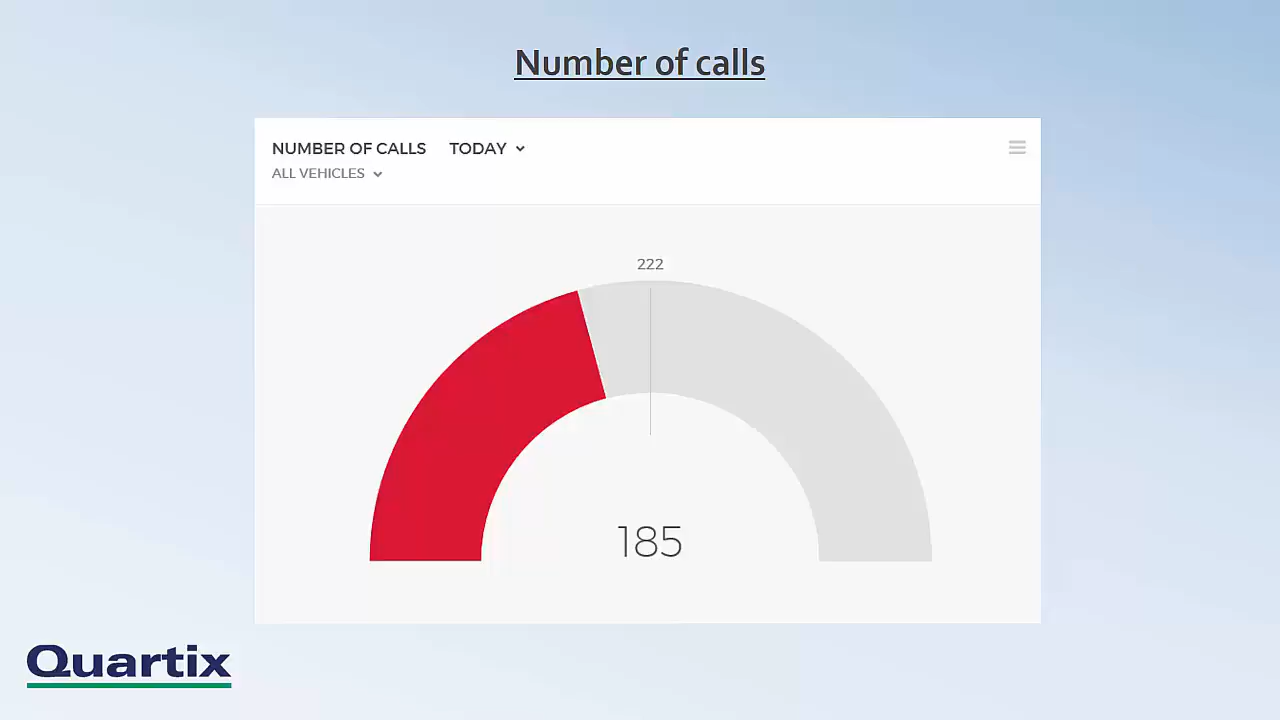 Number of calls
NUMBER OF CALLS TODAY
ALL VEHICLES
222
185
Quartix